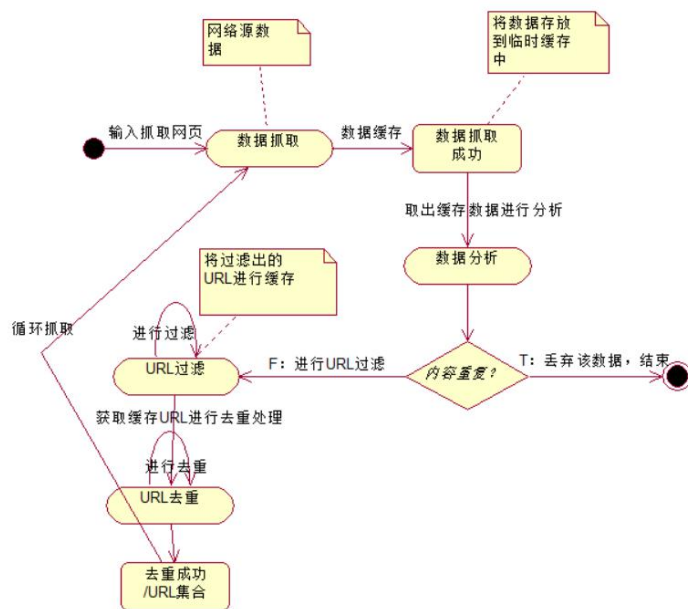 网络源数
据
将数据存放
到临时缓存
中
输入抓取网页
数据抓取
数据缓存
数据抓取
成功
取出缓存数据进行分析
数据分析
将过滤出的
URL进行缓存
循环抓取
进行过滤
URL过滤
F：进行URL过滤
内容重复？
T：丢弃该数据，结束
获取缓存URL进行去重处理
进行去重
URL去重
去重成功
/URL集合